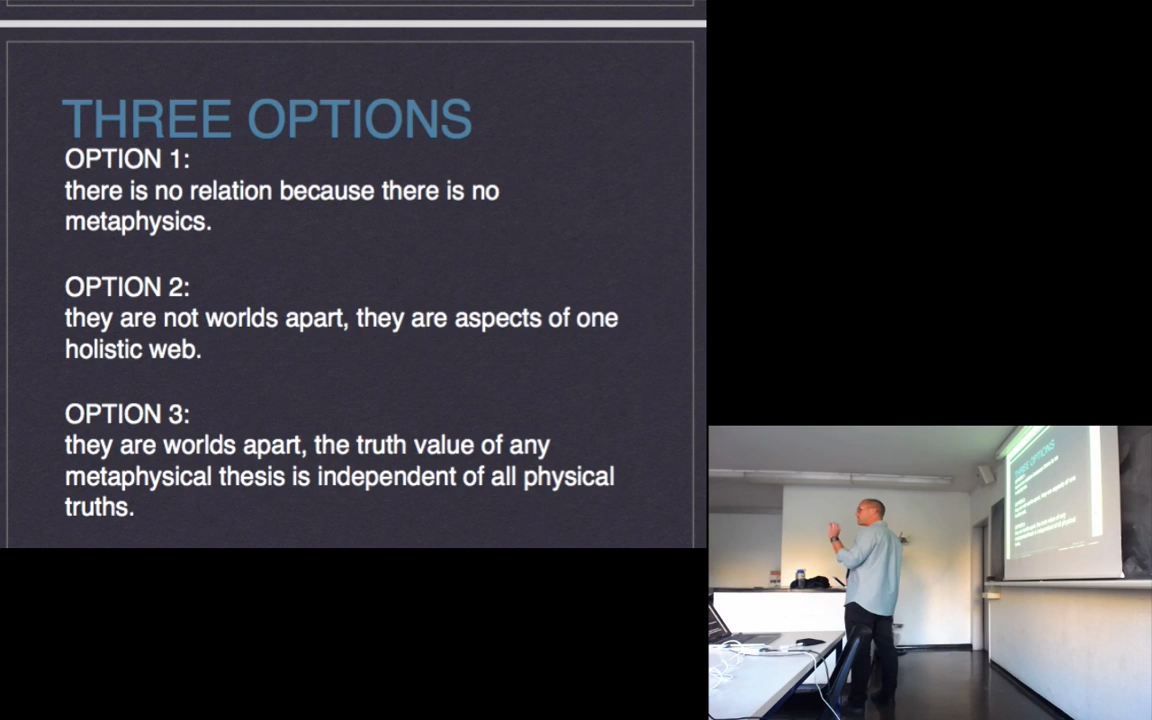 THREE OPTIONS
OPTION 1:
there is no relation because there is no
metaphysics.
OPTION 2:
they are not worlds apart, they are aspects of one
holistic web.
OPTION 3:
they are worlds apart, the truth value of any
metaphysical thesis is independent of all physical
truths.
THREE OPTIONS